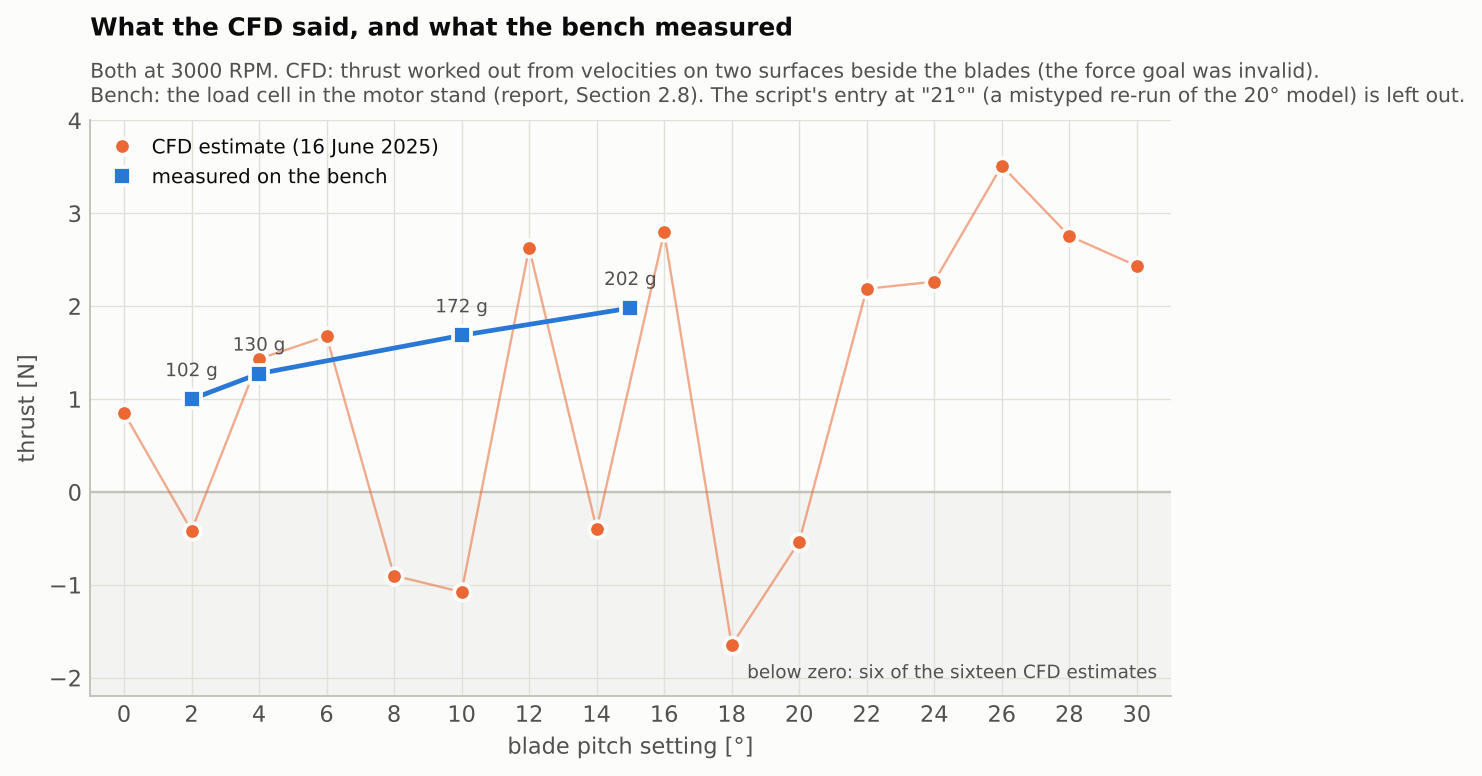 What the CFD said, and what the bench measured
Both at 3000 RPM. CFD: thrust worked out from velocities on two surfaces beside the blades (the force goal was invalid).
Bench: the load cell in the motor stand (report, Section 2.8). The script's entry at "21°" (a mistyped re-run of the 20° model) is left out.
CFD estimate (16 June 2025)
measured on the bench
4
3
2
1
0
−1
−2
thrust [N]
102 g
130 g
172 g
202 g
below zero: six of the sixteen CFD estimates
0 2 4 6 8 10 12 14 16 18 20 22 24 26 28 30
blade pitch setting [°]